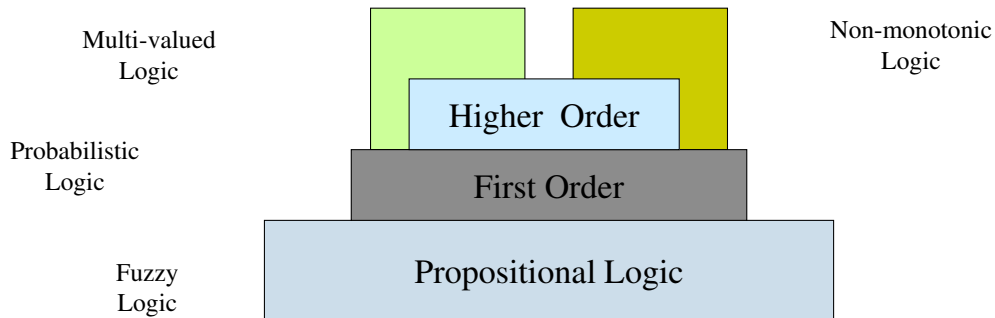 Multi-valued
Logic
Non-monotonic
Logic
Higher Order
Probabilistic
Logic
First Order
Propositional Logic
Fuzzy
Logic